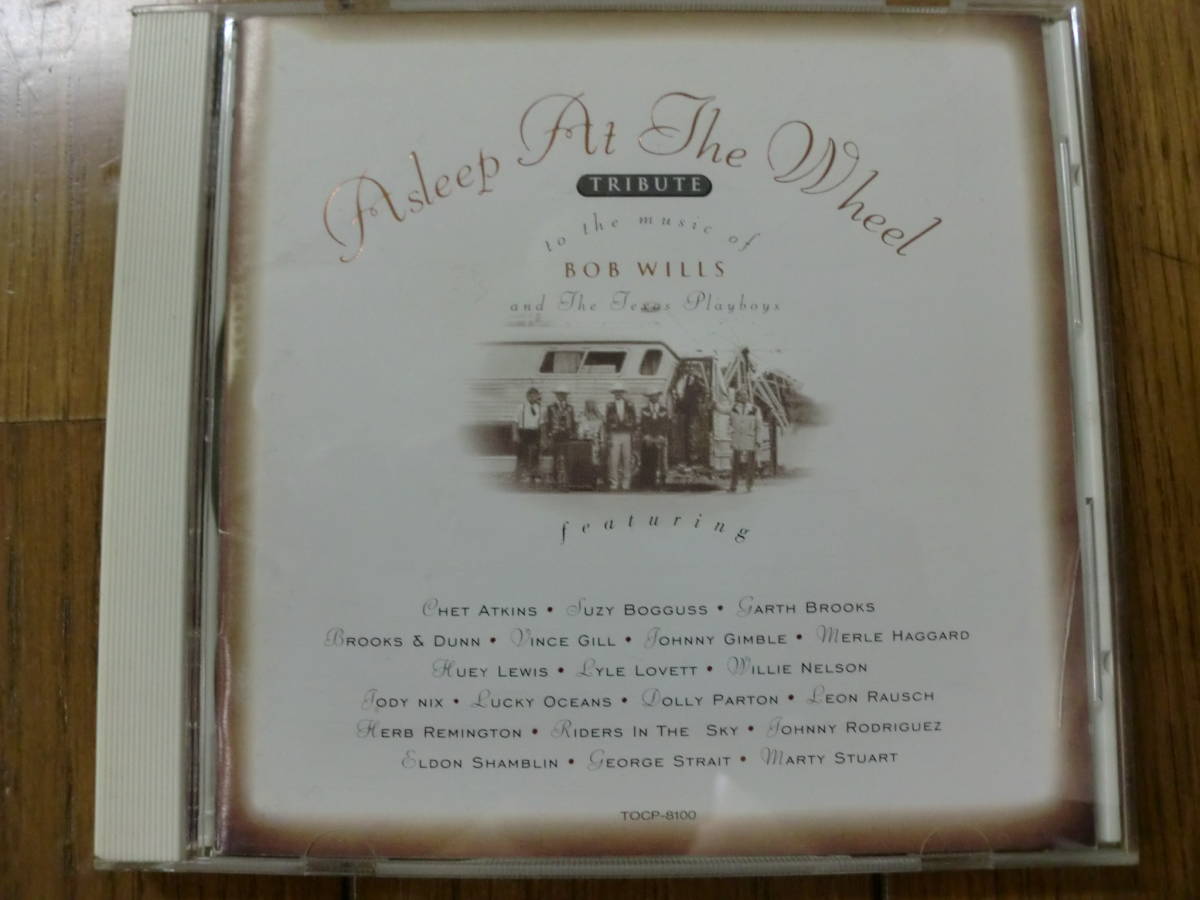 Asleep At The Wheel
TRIBUTE
to the music of
BOB WILLS
and The Texas Playboys
featuring
CHET ATKINS • SUZY BOGGUSS • GARTH BROOKS
BROOKS & DUNN • VINCE GILL • JOHNNY GIMBLE • MERLE HAGGARD
HUEY LEWIS • LYLE LOVETT • WILLIE NELSON
JODY NIX • LUCKY OCEANS • DOLLY PARTON • LEON RAUSCH
HERB REMINGTON • RIDERS IN THE SKY • JOHNNY RODRIGUEZ
ELDON SHAMBLIN • GEORGE STRAIT • MARTY STUART
TOCP-8100